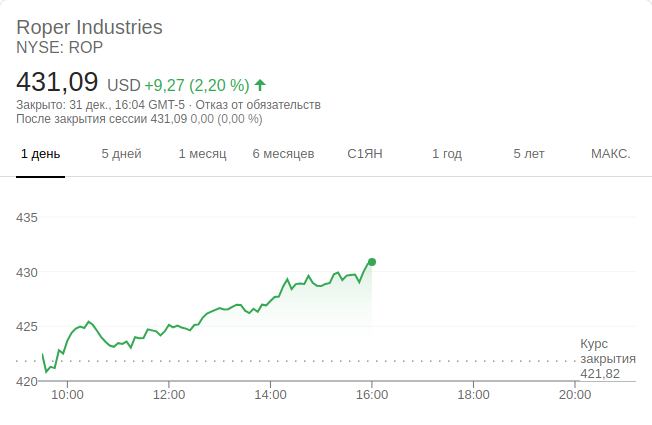 Roper Industries
NYSE: ROP
431,09 USD +9,27 (2,20 %)
Закрыто: 31 дек., 16:04 GMT-5 · Отказ от обязательств
После закрытия сессии 431,09 0,00 (0,00 %)
1 день 5 дней 1 месяц 6 месяцев С1ЯН 1 год 5 лет МАКС.
435
430
425
Курс
закрытия
421,82
420
10:00 12:00 14:00 16:00 18:00 20:00